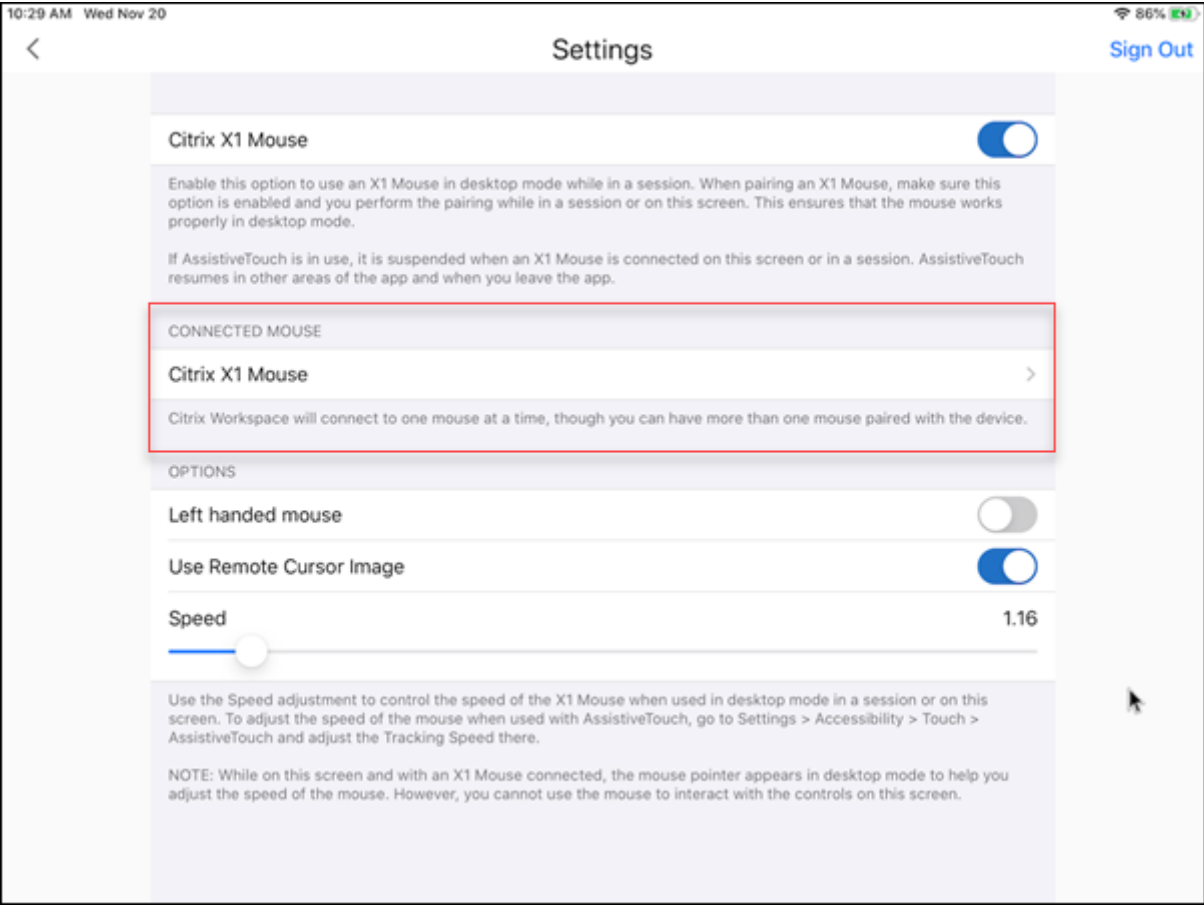 10:29 AM Wed Nov 20
86%
Settings
Sign Out
Citrix X1 Mouse
Enable this option to use an X1 Mouse in desktop mode while in a session. When pairing an X1 Mouse, make sure this
option is enabled and you perform the pairing while in a session or on this screen. This ensures that the mouse works
properly in desktop mode.
If AssistiveTouch is in use, it is suspended when an X1 Mouse is connected on this screen or in a session. AssistiveTouch
resumes in other areas of the app and when you leave the app.
CONNECTED MOUSE
Citrix X1 Mouse
Citrix Workspace will connect to one mouse at a time, though you can have more than one mouse paired with the device.
OPTIONS
Left handed mouse
Use Remote Cursor Image
Speed 1.16
Use the Speed adjustment to control the speed of the X1 Mouse when used in desktop mode in a session or on this
screen. To adjust the speed of the mouse when used with AssistiveTouch, go to Settings > Accessibility > Touch >
AssistiveTouch and adjust the Tracking Speed there.
NOTE: While on this screen and with an X1 Mouse connected, the mouse pointer appears in desktop mode to help you
adjust the speed of the mouse. However, you cannot use the mouse to interact with the controls on this screen.